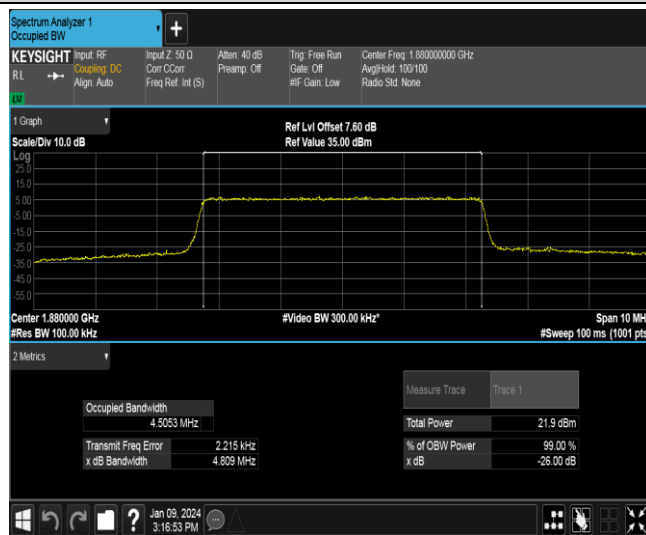 Spectrum Analyzer 1
Occupied BW
+
KEYSIGHT
RL
LXI
Input: RF
Coupling: DC
Align: Auto
Input Z: 50 Ω
Corr CCorr
Freq Ref: Int (S)
Atten: 40 dB
Preamp: Off
Trig: Free Run
Gate: Off
#IF Gain: Low
Center Freq: 1.880000000 GHz
Avg|Hold: 100/100
Radio Std: None
1 Graph
Scale/Div 10.0 dB
Ref Lvl Offset 7.60 dB
Ref Value 35.00 dBm
Log
25.0
15.0
5.00
-5.00
-15.0
-25.0
-35.0
-45.0
-55.0
Center 1.880000 GHz
#Res BW 100.00 kHz
#Video BW 300.00 kHz*
Span 10 MH
#Sweep 100 ms (1001 pts
2 Metrics
Measure Trace Trace 1
Occupied Bandwidth
4.5053 MHz
Total Power 21.9 dBm
Transmit Freq Error 2.215 kHz
% of OBW Power 99.00 %
x dB Bandwidth 4.809 MHz
x dB -26.00 dB
?
Jan 09, 2024
3:16:53 PM